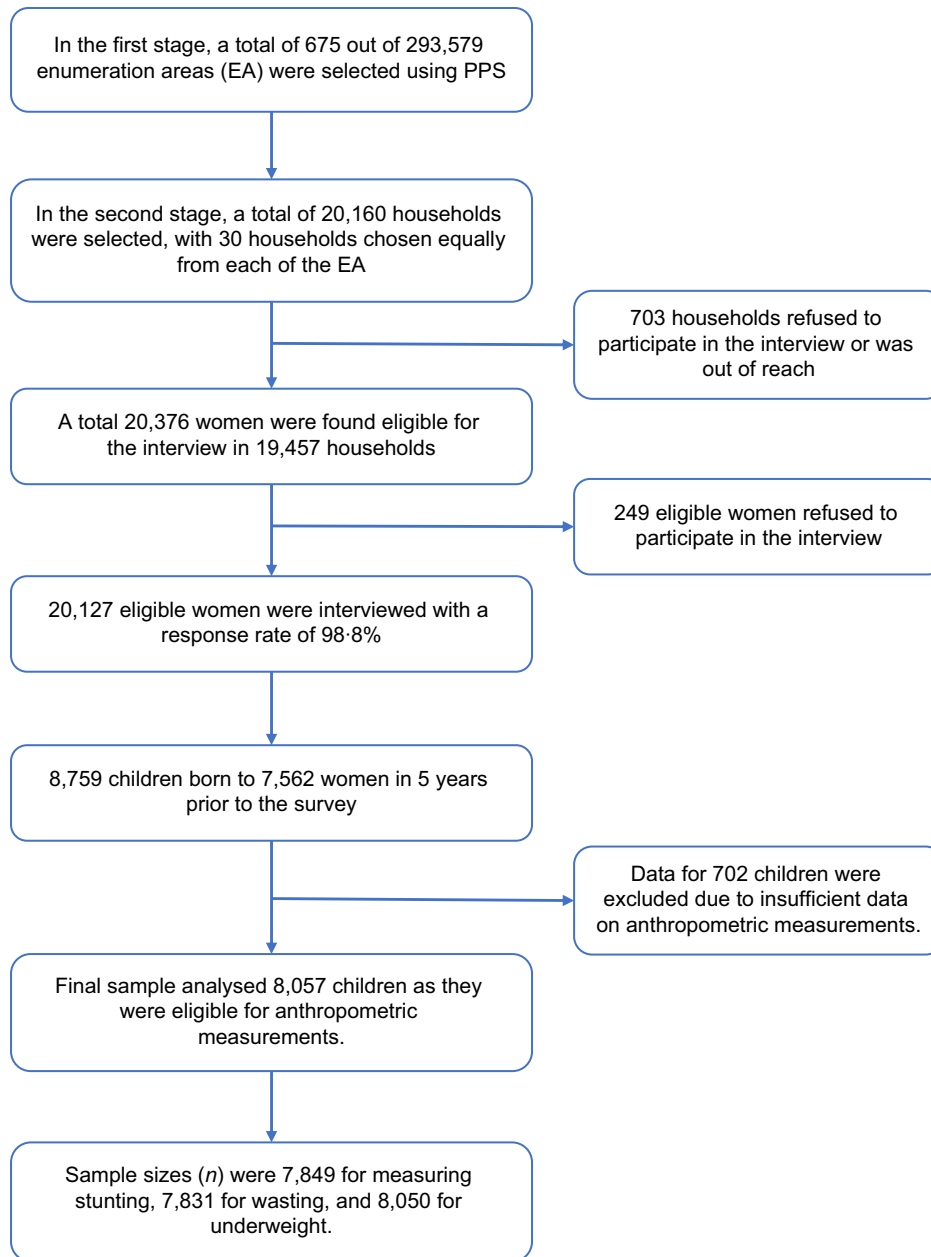 In the first stage, a total of 675 out of 293,579
enumeration areas (EA) were selected using PPS
In the second stage, a total of 20,160 households
were selected, with 30 households chosen equally
from each of the EA
703 households refused to
participate in the interview or was
out of reach
A total 20,376 women were found eligible for
the interview in 19,457 households
249 eligible women refused to
participate in the interview
20,127 eligible women were interviewed with a
response rate of 98·8%
8,759 children born to 7,562 women in 5 years
prior to the survey
Data for 702 children were
excluded due to insufficient data
on anthropometric measurements.
Final sample analysed 8,057 children as they
were eligible for anthropometric
measurements.
Sample sizes (n) were 7,849 for measuring
stunting, 7,831 for wasting, and 8,050 for
underweight.